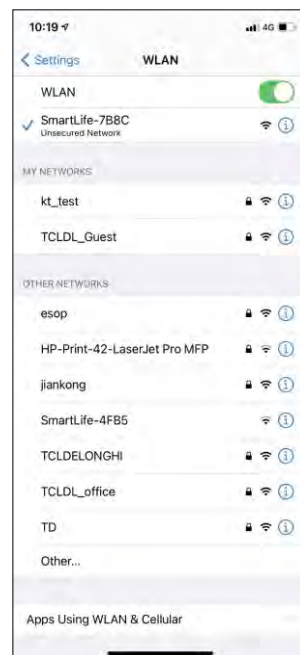 10:19 4G
Settings WLAN
WLAN
SmartLife-7B8C
Unsecured Network
MY NETWORKS
kt_test
TCLDL_Guest
OTHER NETWORKS
esop
HP-Print-42-LaserJet Pro MFP
jiankong
SmartLife-4FB5
TCLDELONGHI
TCLDL_office
TD
Other...
Apps Using WLAN & Cellular